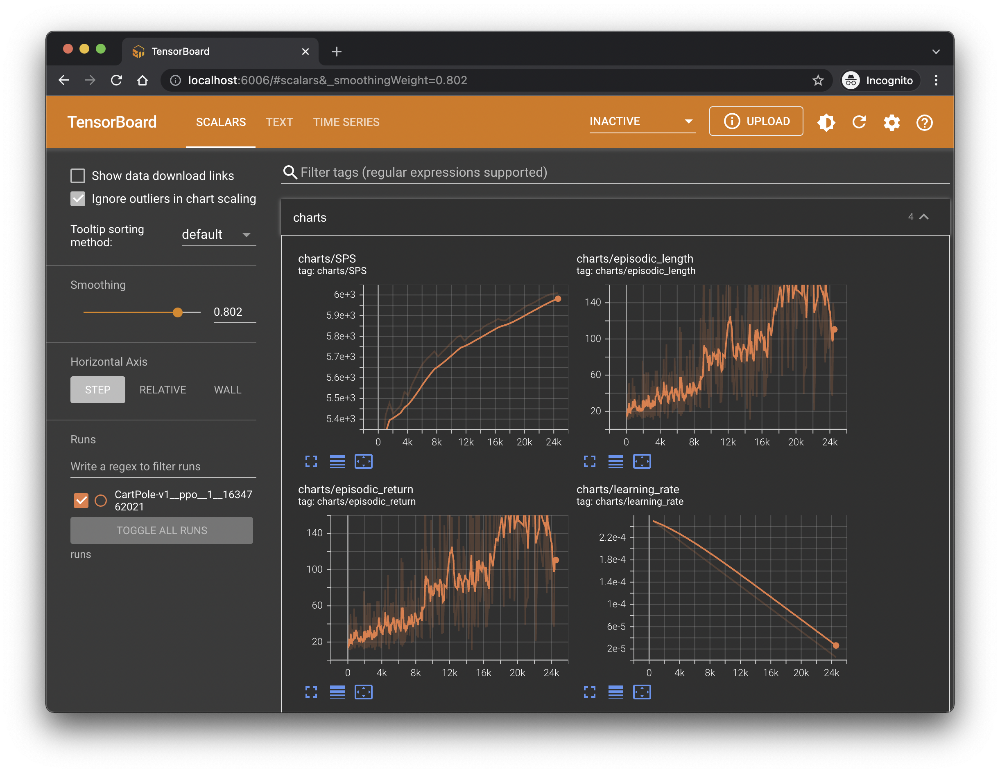 TensorBoard
localhost:6006/#scalars&_smoothingWeight=0.802
Incognito
TensorBoard
SCALARS
TEXT
TIME SERIES
INACTIVE
UPLOAD
Show data download links
Ignore outliers in chart scaling
Tooltip sorting
method:
default
Smoothing
0.802
Horizontal Axis
STEP
RELATIVE
WALL
Runs
Write a regex to filter runs
CartPole-v1__ppo__1__16347
62021
TOGGLE ALL RUNS
runs
Filter tags (regular expressions supported)
charts
4
charts/SPS
tag: charts/SPS
6e+3
5.9e+3
5.8e+3
5.7e+3
5.6e+3
5.5e+3
5.4e+3
0 4k 8k 12k 16k 20k 24k
charts/episodic_length
tag: charts/episodic_length
140
100
60
20
0 4k 8k 12k 16k 20k 24k
charts/episodic_return
tag: charts/episodic_return
140
100
60
20
0 4k 8k 12k 16k 20k 24k
charts/learning_rate
tag: charts/learning_rate
2.2e-4
1.8e-4
1.4e-4
1e-4
6e-5
2e-5
0 4k 8k 12k 16k 20k 24k